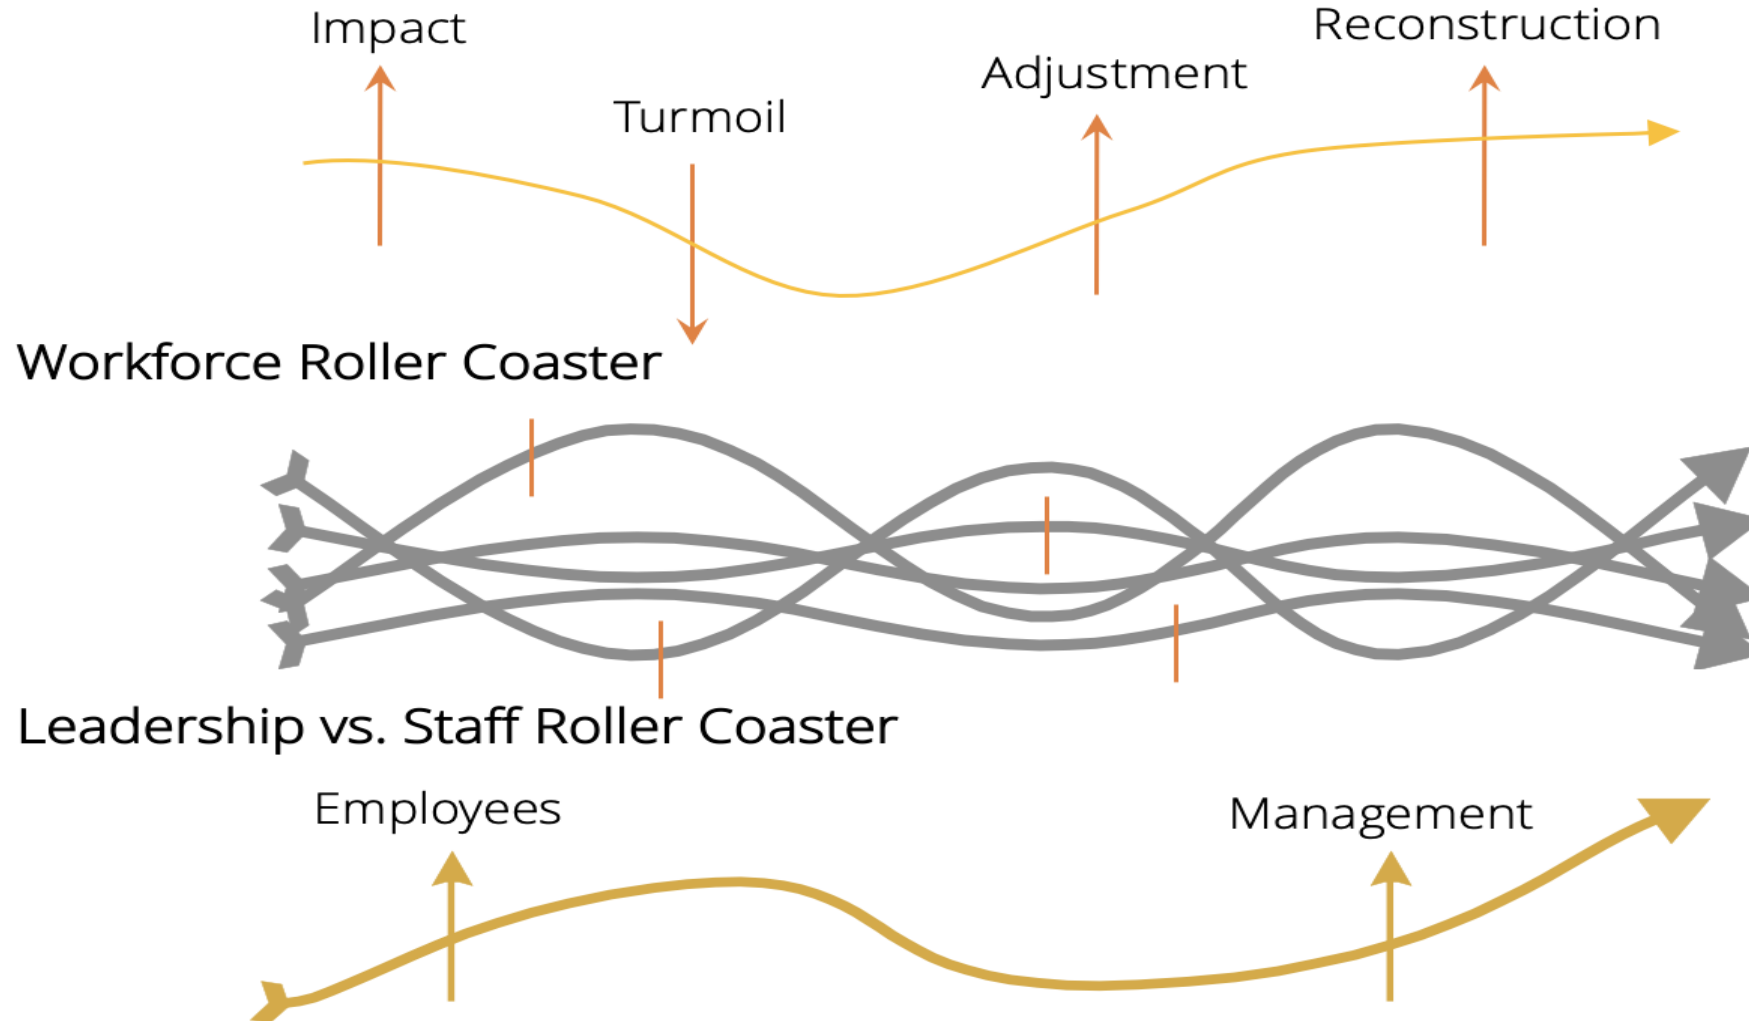 Impact
Reconstruction
Adjustment
Turmoil
Workforce Roller Coaster
Leadership vs. Staff Roller Coaster
Employees
Management